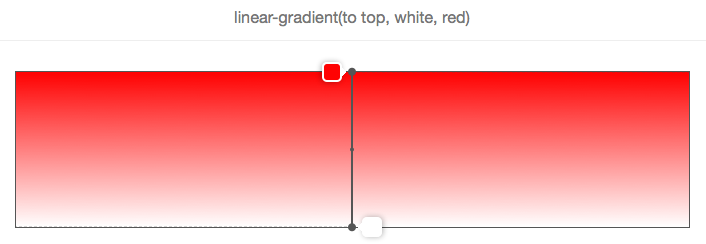 linear-gradient(to top, white, red)